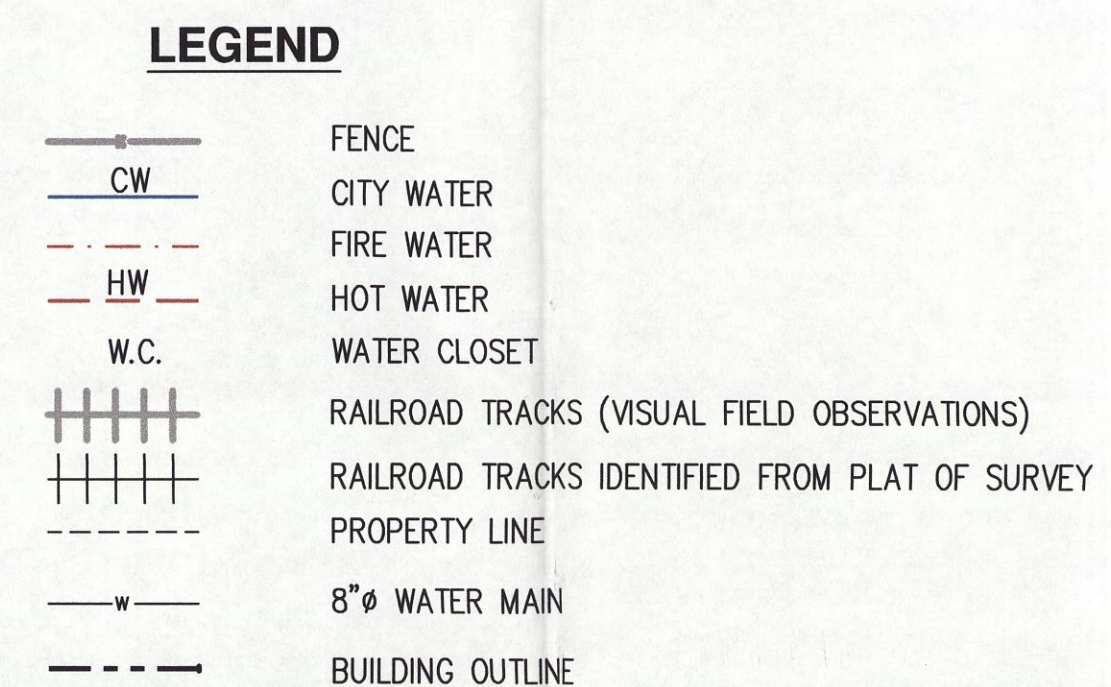 LEGEND
FENCE
CW CITY WATER
FIRE WATER
HW HOT WATER
W.C. WATER CLOSET
RAILROAD TRACKS (VISUAL FIELD OBSERVATIONS)
RAILROAD TRACKS IDENTIFIED FROM PLAT OF SURVEY
PROPERTY LINE
W 8"ø WATER MAIN
BUILDING OUTLINE